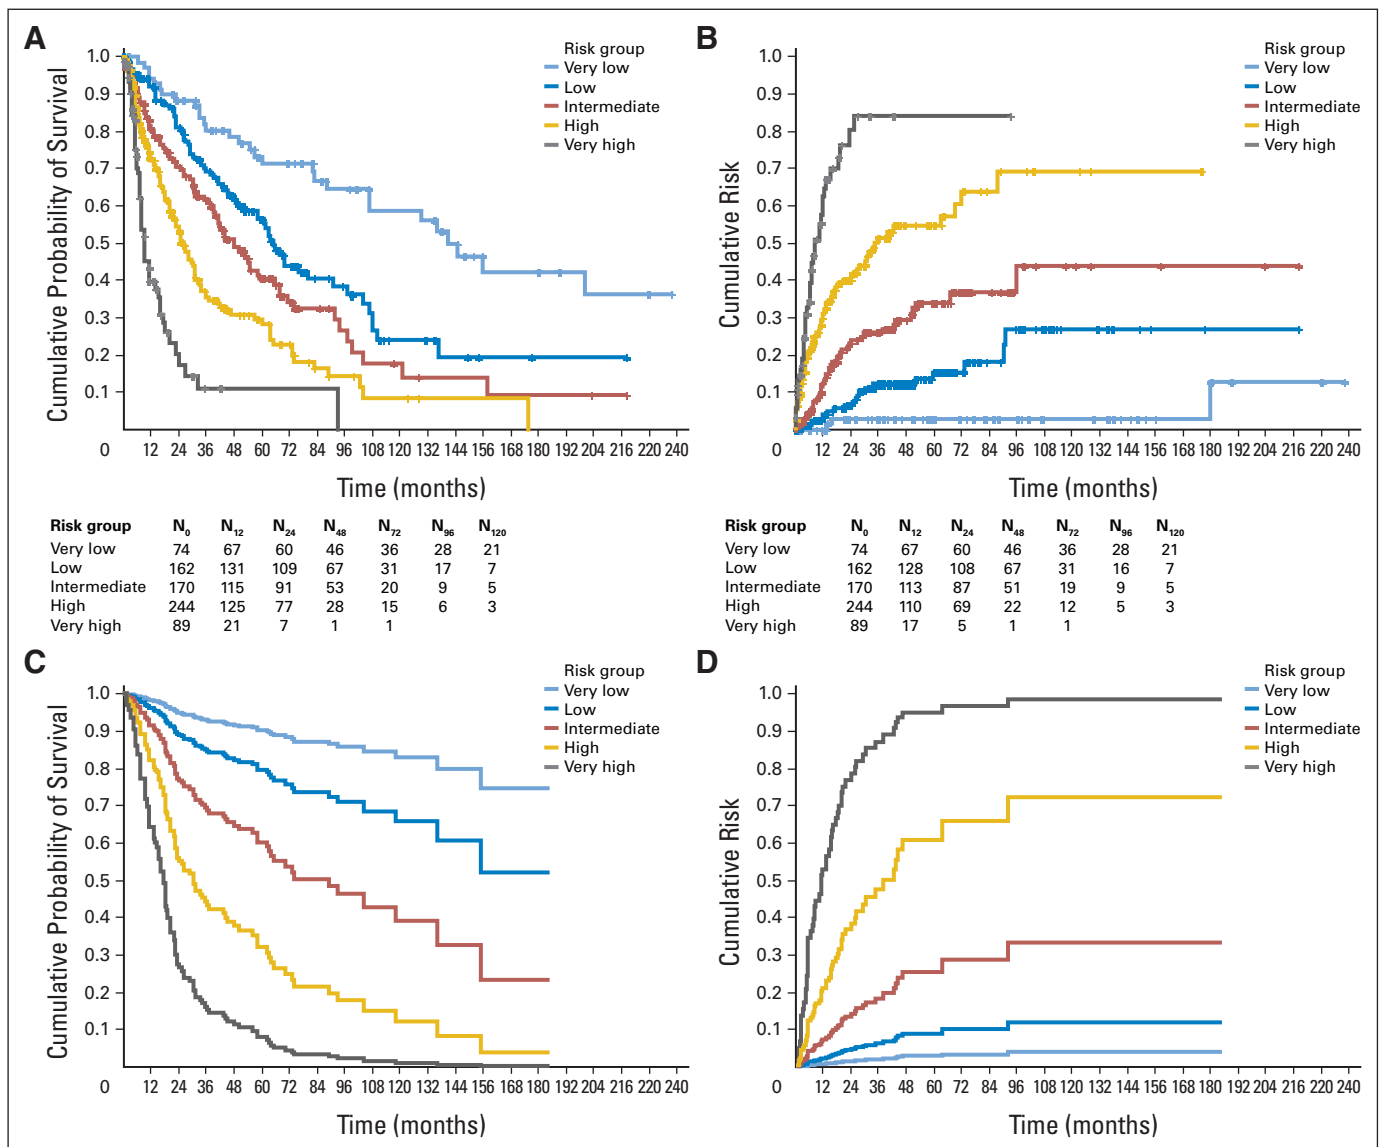 A
Cumulative Probability of Survival
1.0
0.9
0.8
0.7
0.6
0.5
0.4
0.3
0.2
0.1
0 12 24 36 48 60 72 84 96 108 120 132 144 156 168 180 192 204 216 228 240
Time (months)
Risk group
Very low
Low
Intermediate
High
Very high
Risk group N0 N12 N24 N48 N72 N96 N120
Very low 74 67 60 46 36 28 21
Low 162 131 109 67 31 17 7
Intermediate 170 115 91 53 20 9 5
High 244 125 77 28 15 6 3
Very high 89 21 7 1 1
B
Cumulative Risk
1.0
0.9
0.8
0.7
0.6
0.5
0.4
0.3
0.2
0.1
0 12 24 36 48 60 72 84 96 108 120 132 144 156 168 180 192 204 216 228 240
Time (months)
Risk group
Very low
Low
Intermediate
High
Very high
Risk group N0 N12 N24 N48 N72 N96 N120
Very low 74 67 60 46 36 28 21
Low 162 128 108 67 31 16 7
Intermediate 170 113 87 51 19 9 5
High 244 110 69 22 12 5 3
Very high 89 17 5 1 1
C
Cumulative Probability of Survival
1.0
0.9
0.8
0.7
0.6
0.5
0.4
0.3
0.2
0.1
0 12 24 36 48 60 72 84 96 108 120 132 144 156 168 180 192 204 216 228 240
Time (months)
Risk group
Very low
Low
Intermediate
High
Very high
D
Cumulative Risk
1.0
0.9
0.8
0.7
0.6
0.5
0.4
0.3
0.2
0.1
0 12 24 36 48 60 72 84 96 108 120 132 144 156 168 180 192 204 216 228 240
Time (months)
Risk group
Very low
Low
Intermediate
High
Very high